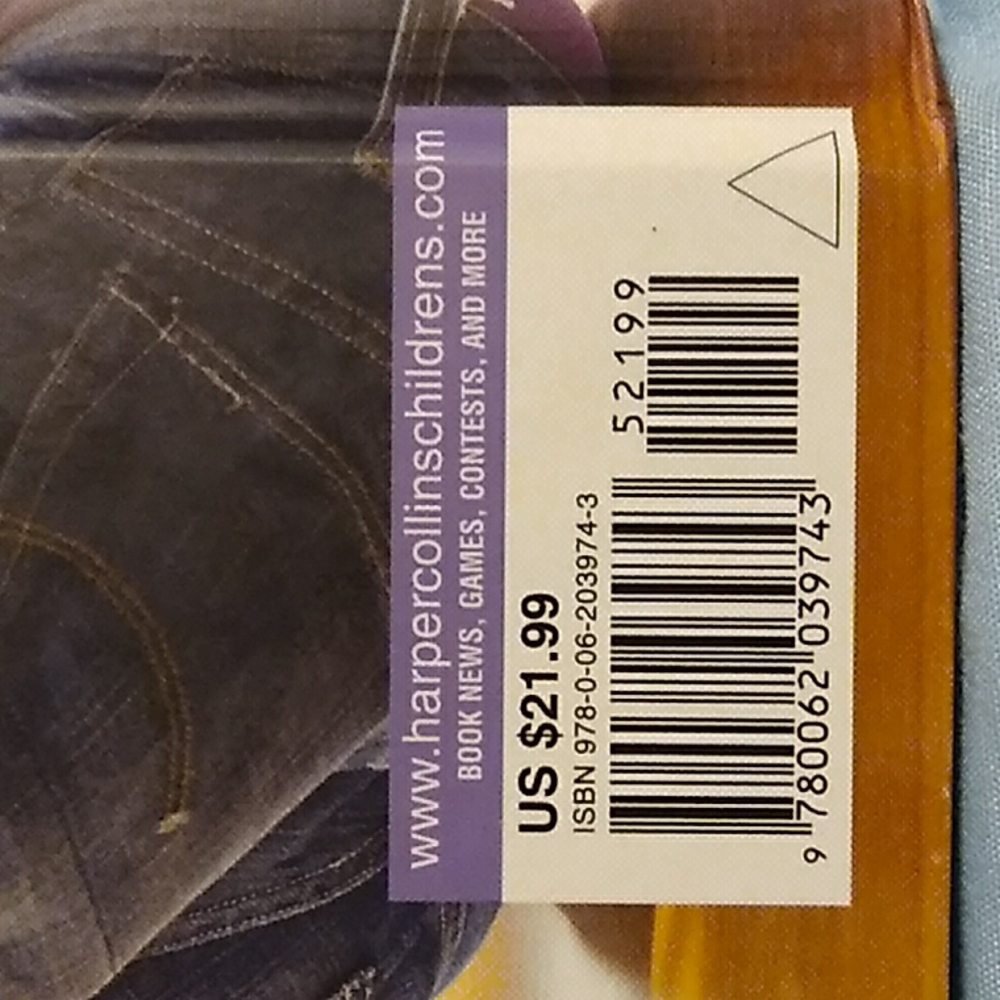 www.harpercollinschildrens.com
BOOK NEWS, GAMES, CONTESTS, AND MORE
US $21.99
ISBN 978-0-06-203974-3
52199
9 780062 039743